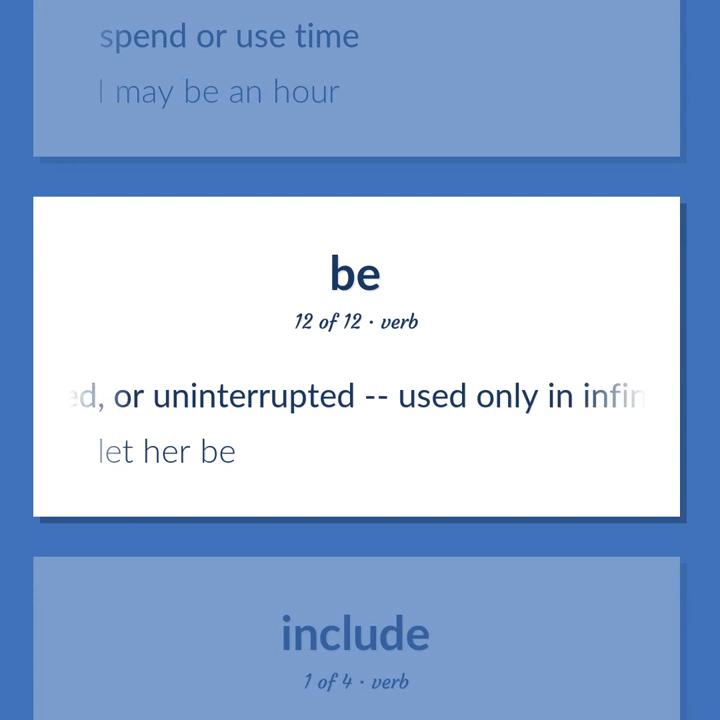 spend or use time
I may be an hour
be
12 of 12 · verb
ed, or uninterrupted -- used only in infin
let her be
include
1 of 4 · verb